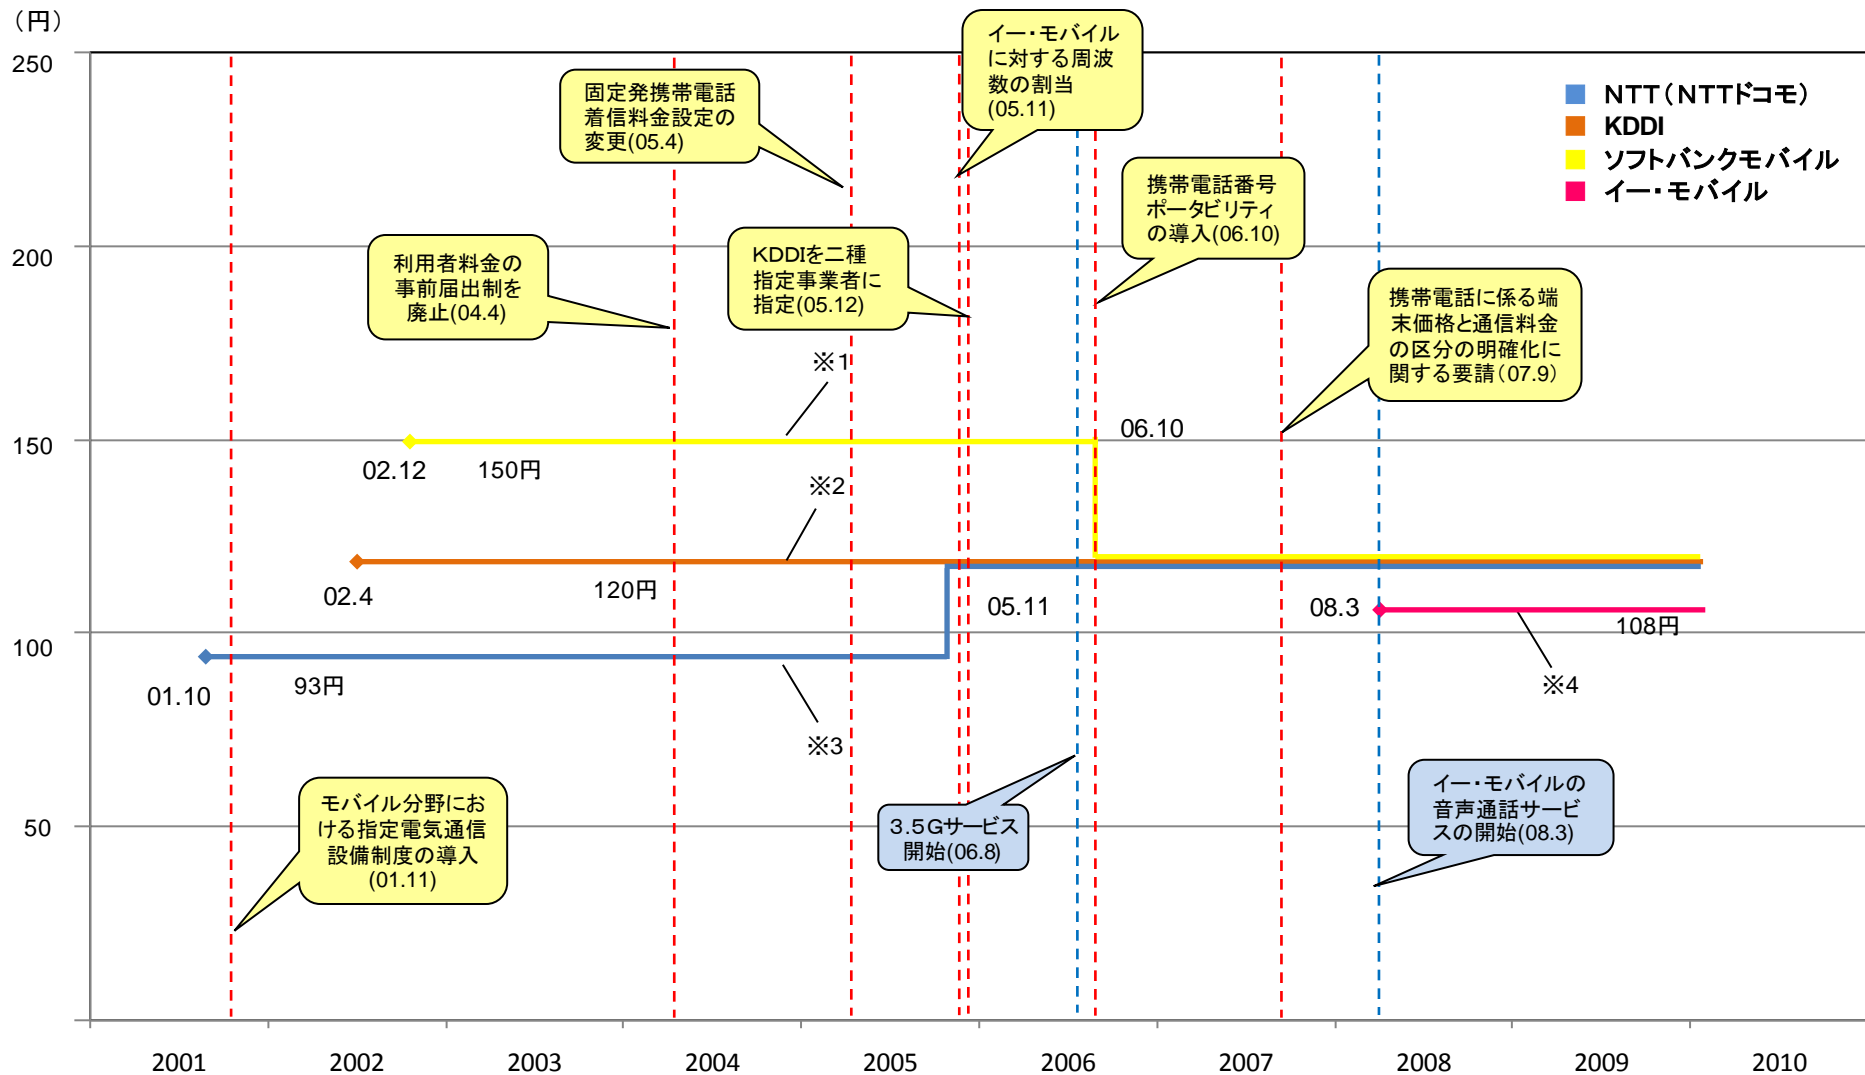 （円）
250
200
150
100
50
2001
2002
2003
2004
2005
2006
2007
2008
2009
2010
NTT（NTTドコモ）
KDDI
ソフトバンクモバイル
イー・モバイル
イー・モバイル
に対する周波
数の割当
(05.11)
固定発携帯電話
着信料金設定の
変更(05.4)
携帯電話番号
ポータビリティ
の導入(06.10)
利用者料金の
事前届出制を
廃止(04.4)
KDDIを二種
指定事業者に
指定(05.12)
携帯電話に係る端
末価格と通信料金
の区分の明確化に
関する要請（07.9）
※1
06.10
02.12
150円
※2
02.4
120円
05.11
08.3
108円
01.10
93円
※4
※3
モバイル分野にお
ける指定電気通信
設備制度の導入
(01.11)
3.5Gサービス
開始(06.8)
イー・モバイルの
音声通話サービ
スの開始(08.3)